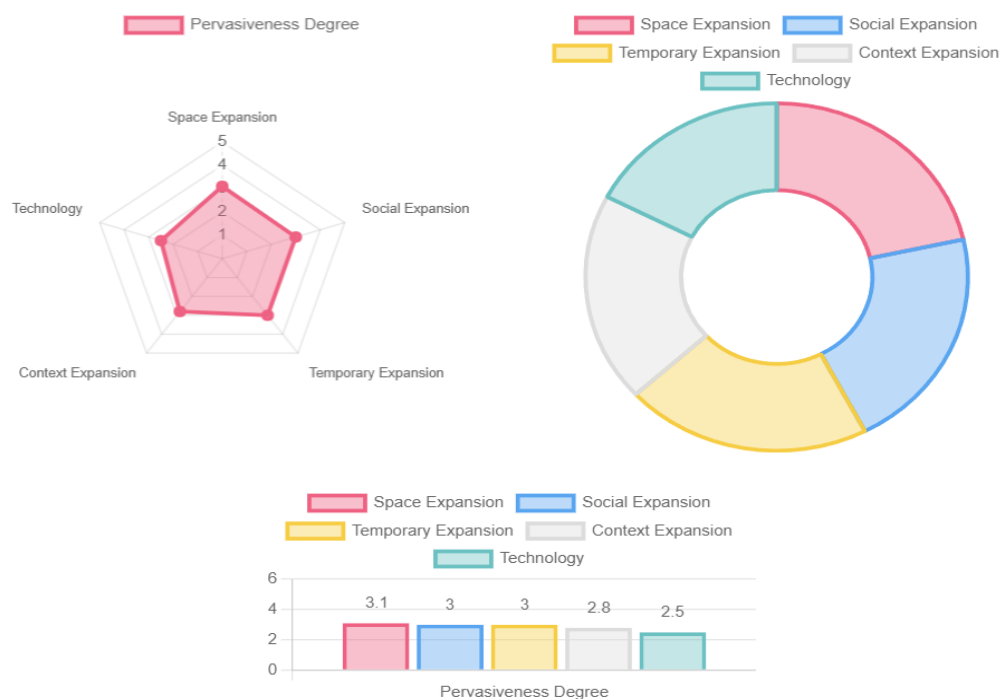 Pervasiveness Degree
Space Expansion
5
4
2
1
Technology
Social Expansion
Context Expansion
Temporary Expansion
Space Expansion Social Expansion
Temporary Expansion Context Expansion
Technology
Space Expansion Social Expansion
Temporary Expansion Context Expansion
Technology
6
4
2
0
3.1 3 3 2.8 2.5
Pervasiveness Degree